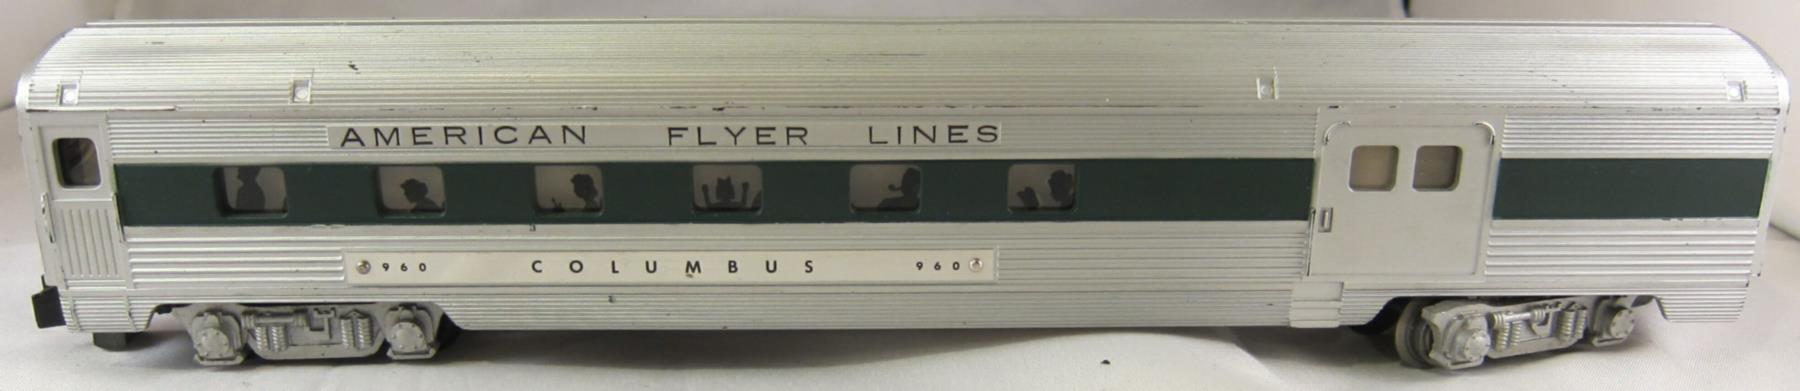 AMERICAN FLYER LINES
960 COLUMBUS 960